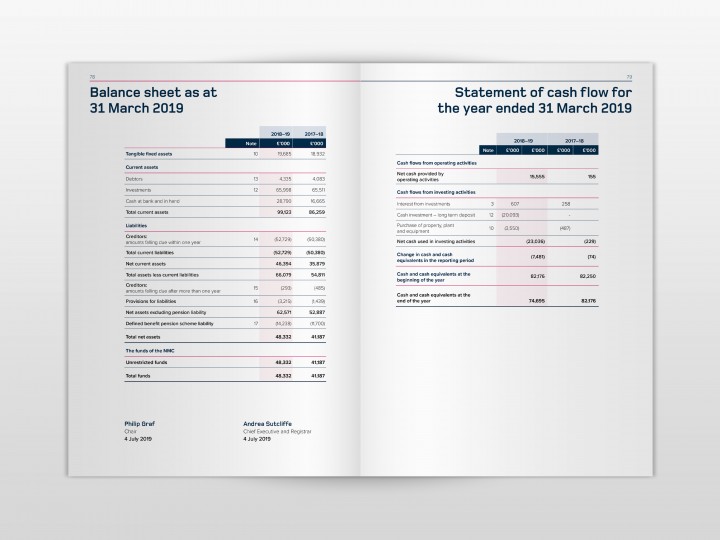 78
Balance sheet as at
31 March 2019
2018–19 2017–18
Note £'000 £'000
Tangible fixed assets 10 19,685 18,932
Current assets
Debtors 13 4,335 4,083
Investments 12 65,998 65,511
Cash at bank and in hand 28,790 16,665
Total current assets 99,123 86,259
Liabilities
Creditors:
amounts falling due within one year 14 (52,729) (50,380)
Total current liabilities (52,729) (50,380)
Net current assets 46,394 35,879
Total assets less current liabilities 66,079 54,811
Creditors:
amounts falling due after more than one year 15 (293) (485)
Provisions for liabilities 16 (3,215) (1,439)
Net assets excluding pension liability 62,571 52,887
Defined benefit pension scheme liability 17 (14,239) (11,700)
Total net assets 48,332 41,187
The funds of the NMC
Unrestricted funds 48,332 41,187
Total funds 48,332 41,187
Philip Graf
Chair
4 July 2019
Andrea Sutcliffe
Chief Executive and Registrar
4 July 2019
79
Statement of cash flow for
the year ended 31 March 2019
2018–19 2017–18
Note £'000 £'000 £'000 £'000
Cash flows from operating activities
Net cash provided by
operating activities 15,555 155
Cash flows from investing activities
Interest from investments 3 607 258
Cash investment – long term deposit 12 (20,093) –
Purchase of property, plant
and equipment 10 (3,550) (487)
Net cash used in investing activities (23,036) (229)
Change in cash and cash
equivalents in the reporting period (7,481) (74)
Cash and cash equivalents at the
beginning of the year 82,176 82,250
Cash and cash equivalents at the
end of the year 74,695 82,176